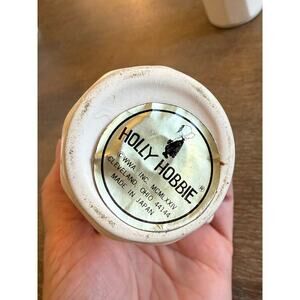 HOLLY HOBBIE ®
© WWA INC. MCMLXXIV
CLEVELAND, OHIO 44144
MADE IN JAPAN